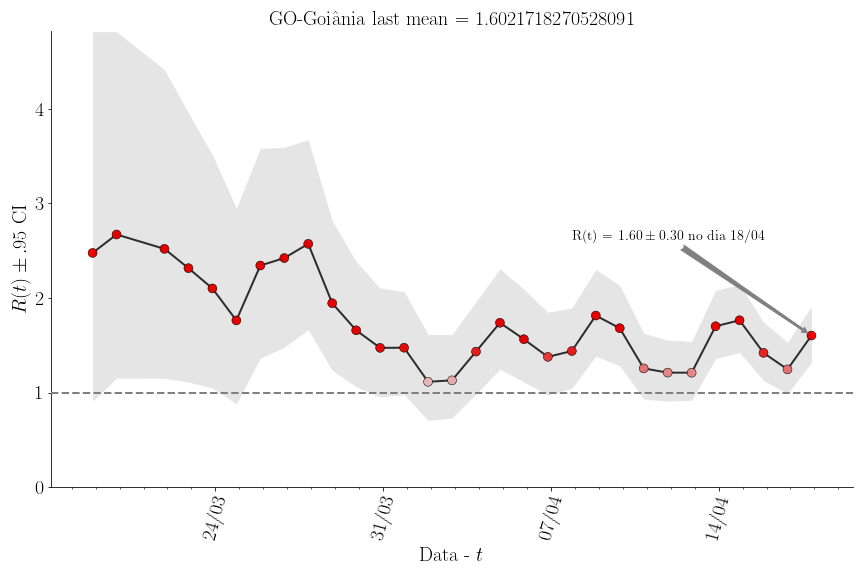 GO-Goiânia last mean = 1.6021718270528091
R(t) ± .95 CI
4
3
2
1
0
R(t) = 1.60 ± 0.30 no dia 18/04
24/03
31/03
07/04
14/04
Data - t